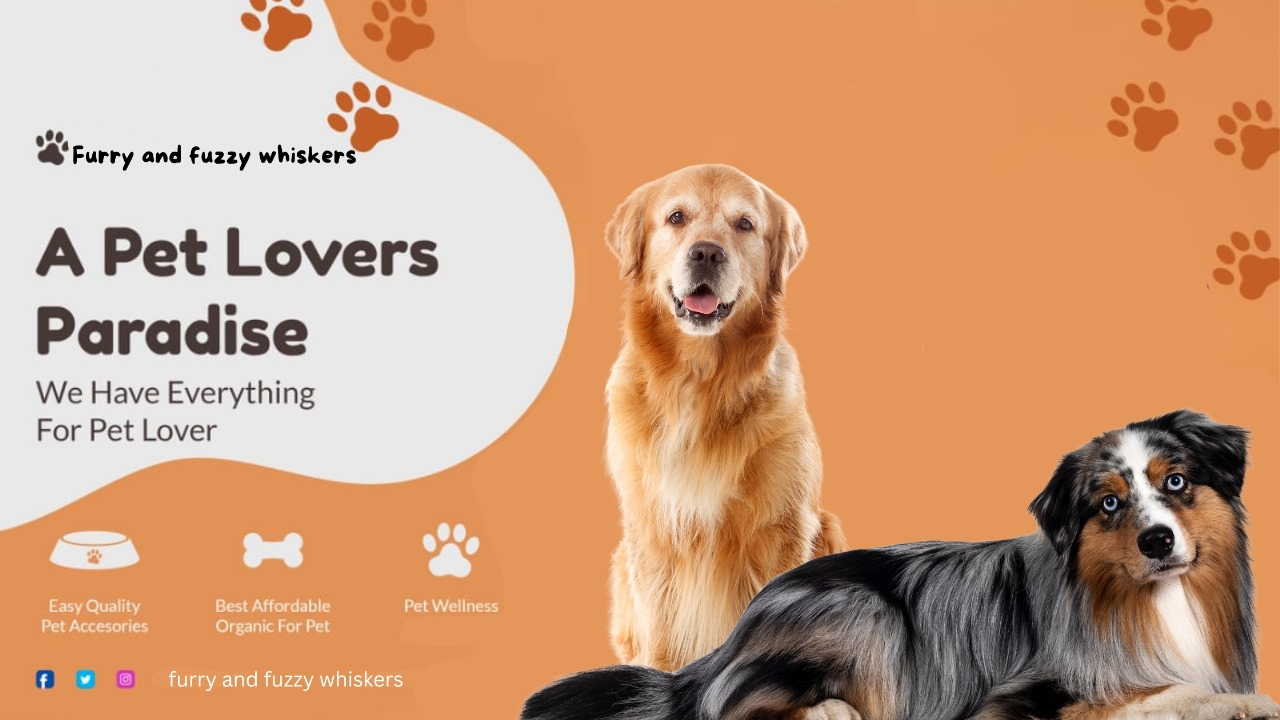 Furry and fuzzy whiskers
A Pet Lovers
Paradise
We Have Everything
For Pet Lover
Easy Quality
Pet Accesories
Best Affordable
Organic For Pet
Pet Wellness
furry and fuzzy whiskers